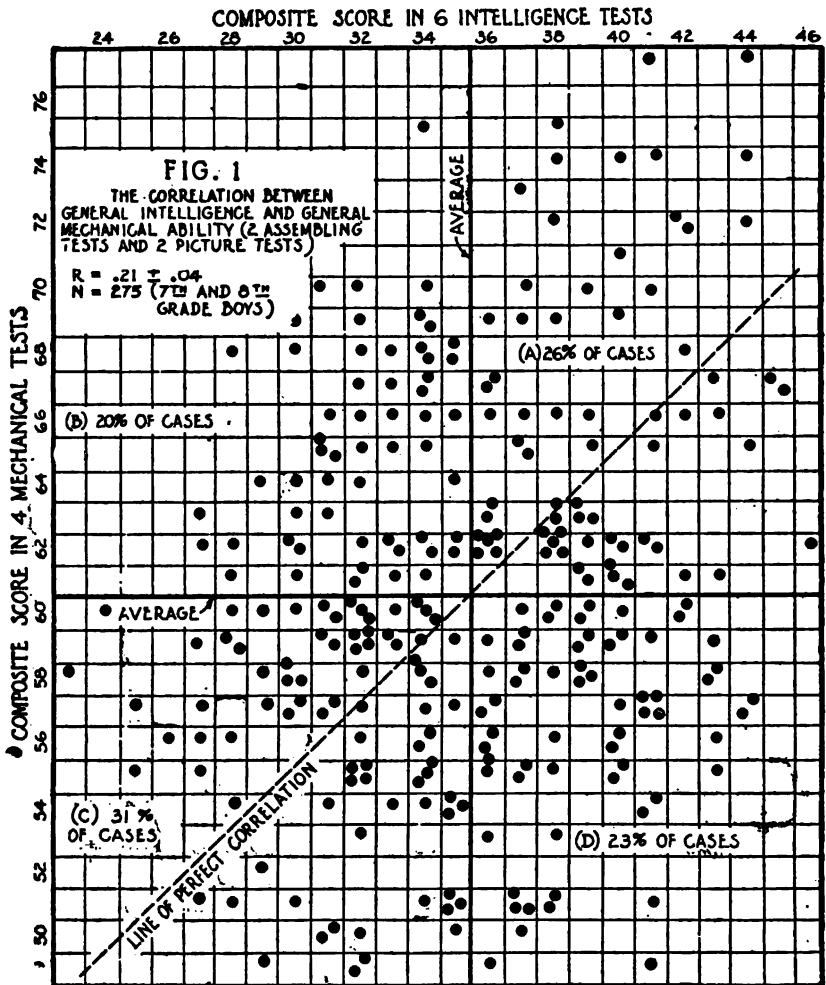 COMPOSITE SCORE IN 6 INTELLIGENCE TESTS
24 26 28 30 32 34 36 38 40 42 44 46
COMPOSITE SCORE IN 4 MECHANICAL TESTS
76
74
72
70
68
66
64
62
60
58
56
54
52
50
FIG. 1
THE CORRELATION BETWEEN
GENERAL INTELLIGENCE AND GENERAL
MECHANICAL ABILITY (2 ASSEMBLING
TESTS AND 2 PICTURE TESTS)
R = .21 ± .04
N = 275 (7TH AND 8TH
GRADE BOYS)
AVERAGE
(A) 26% OF CASES
(B) 20% OF CASES
AVERAGE
(C) 31%
OF CASES
LINE OF PERFECT CORRELATION
(D) 23% OF CASES